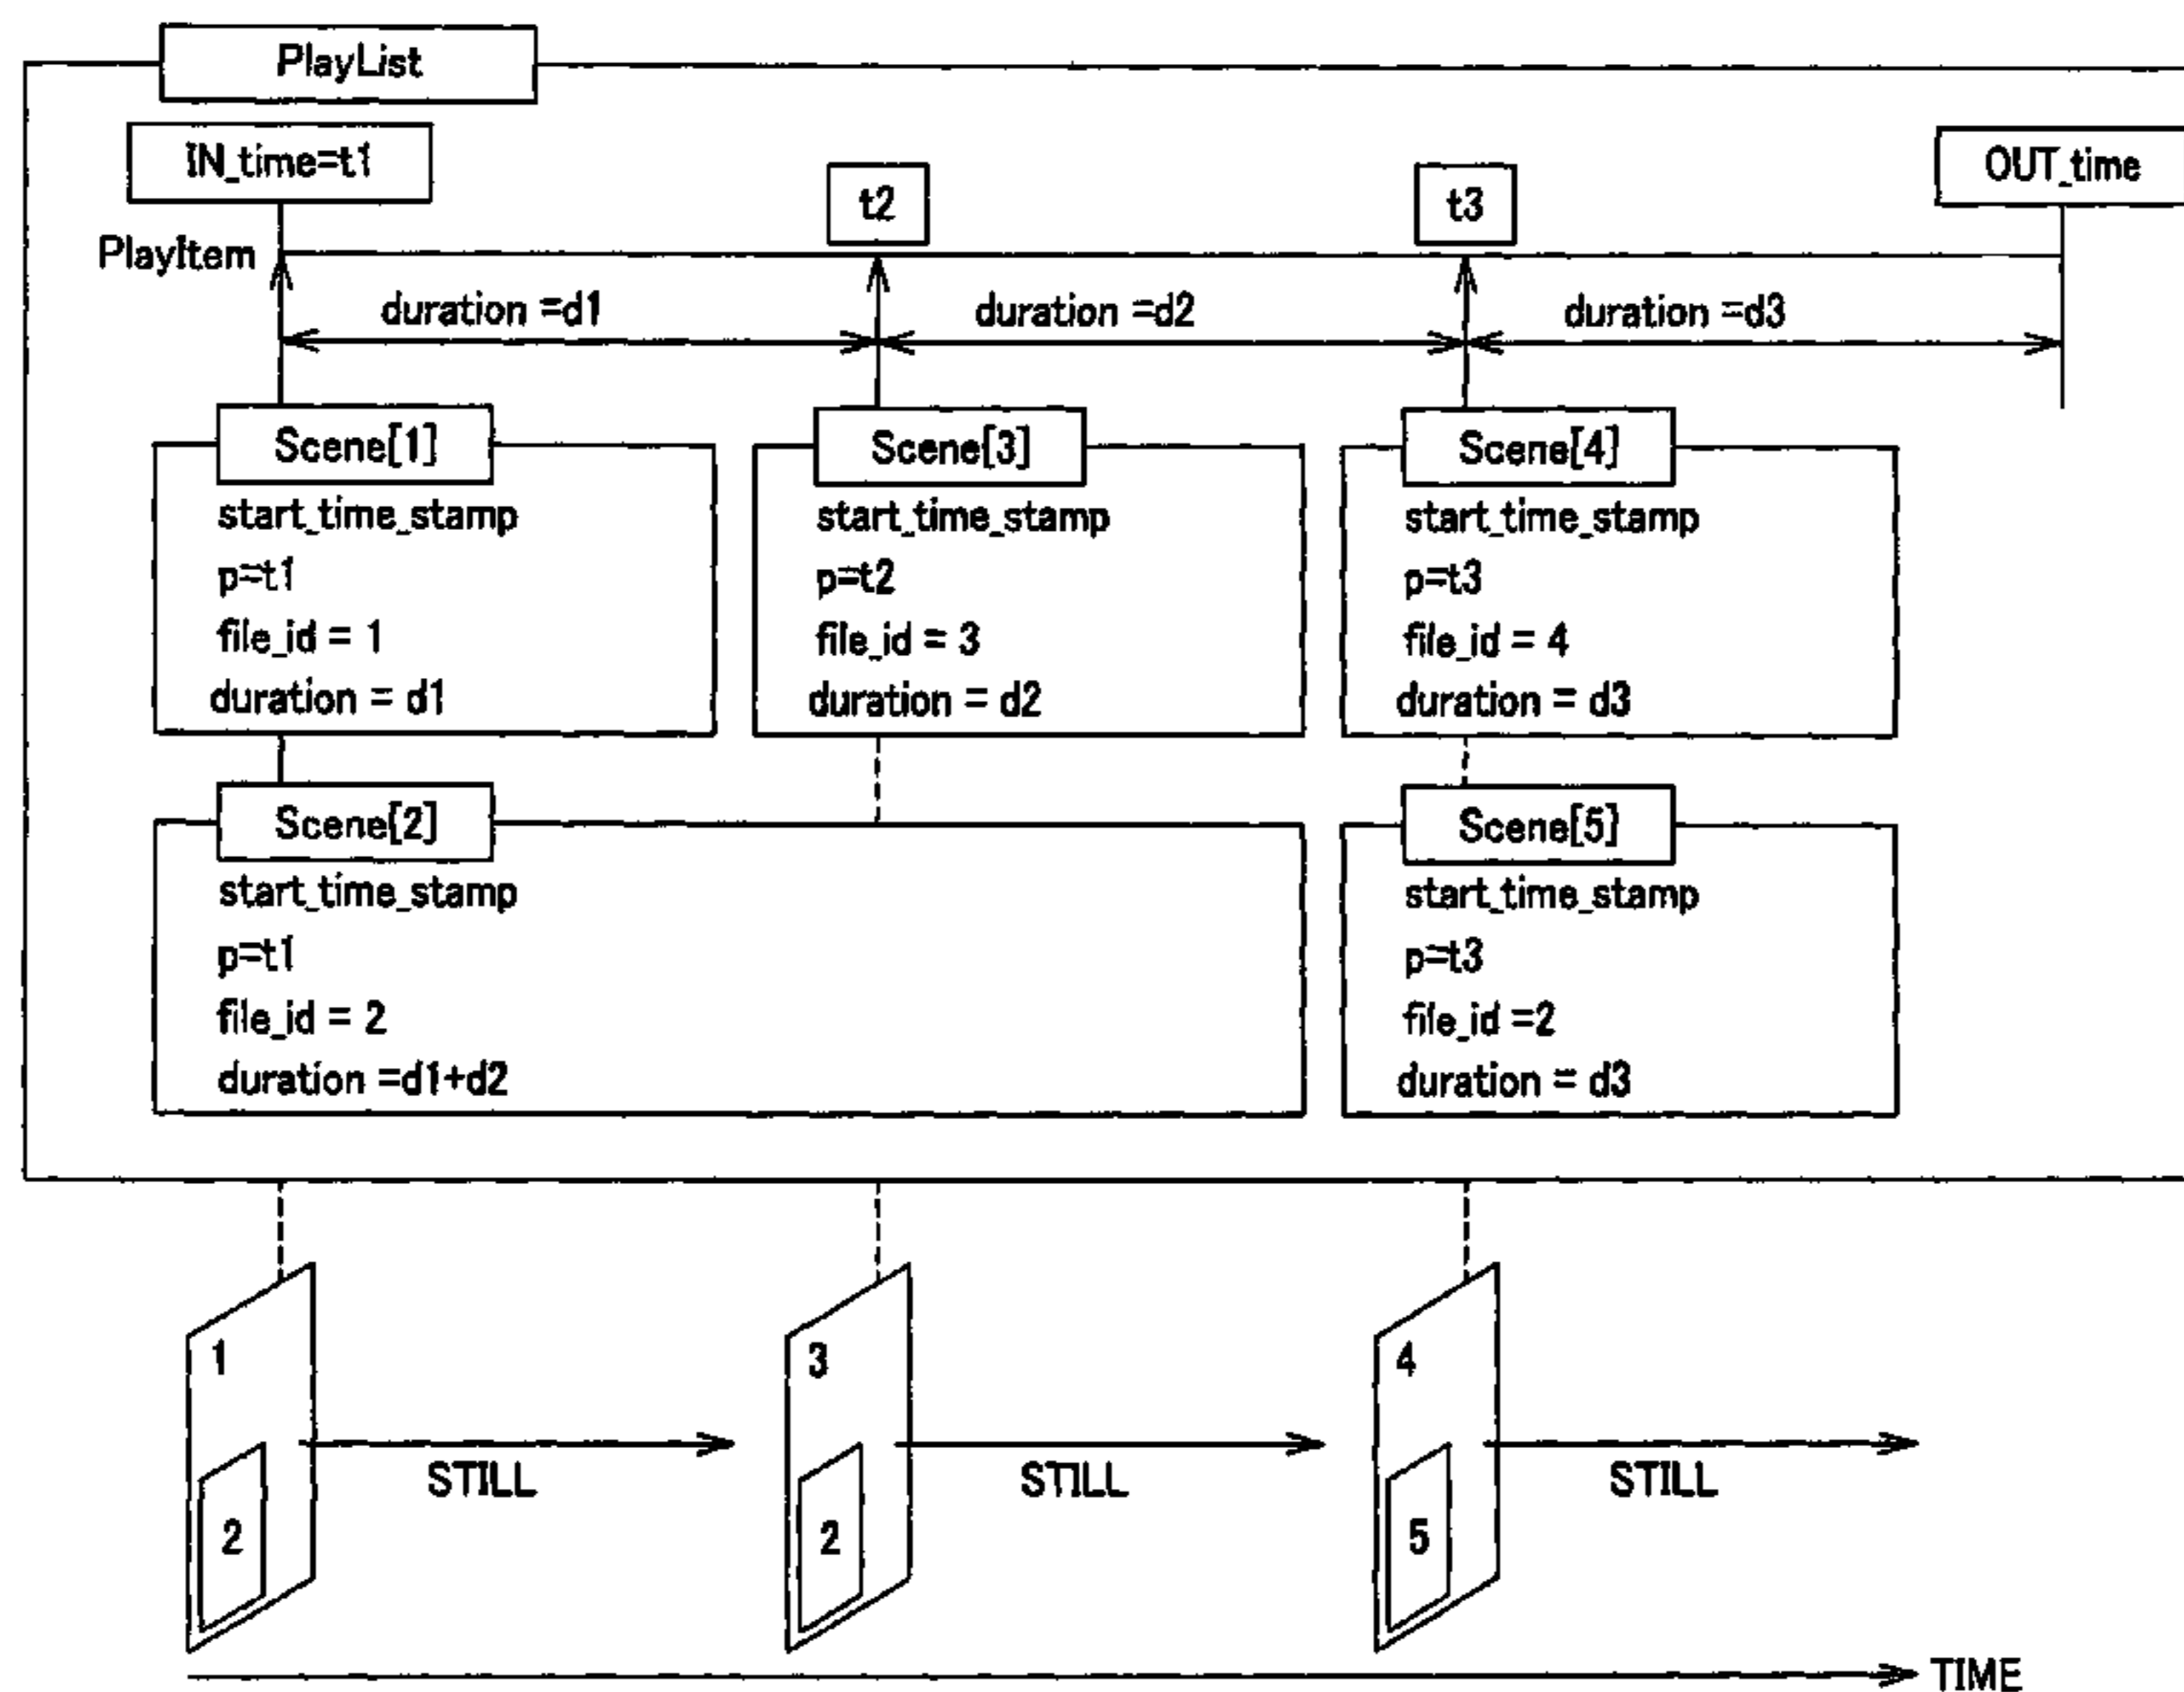 PlayList
IN_time=t1
t2
t3
OUT_time
PlayItem
duration =d1
duration =d2
duration =d3
Scene[1]
start_time_stamp
p=t1
file_id = 1
duration = d1
Scene[3]
start_time_stamp
p=t2
file_id = 3
duration = d2
Scene[4]
start_time_stamp
p=t3
file_id = 4
duration = d3
Scene[2]
start_time_stamp
p=t1
file_id = 2
duration =d1+d2
Scene[5]
start_time_stamp
p=t3
file_id =2
duration = d3
1
2
STILL
3
2
STILL
4
5
STILL
TIME